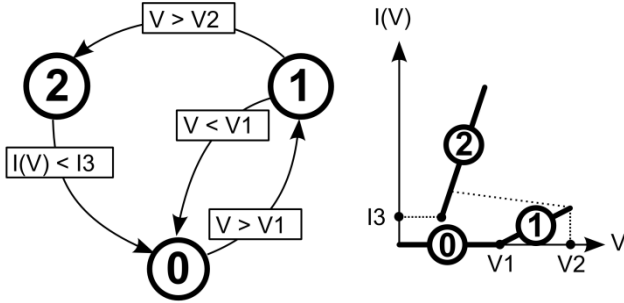 V > V2
2
1
V < V1
I(V) < I3
V > V1
0
I(V)
2
I3
0
1
V
V1
V2